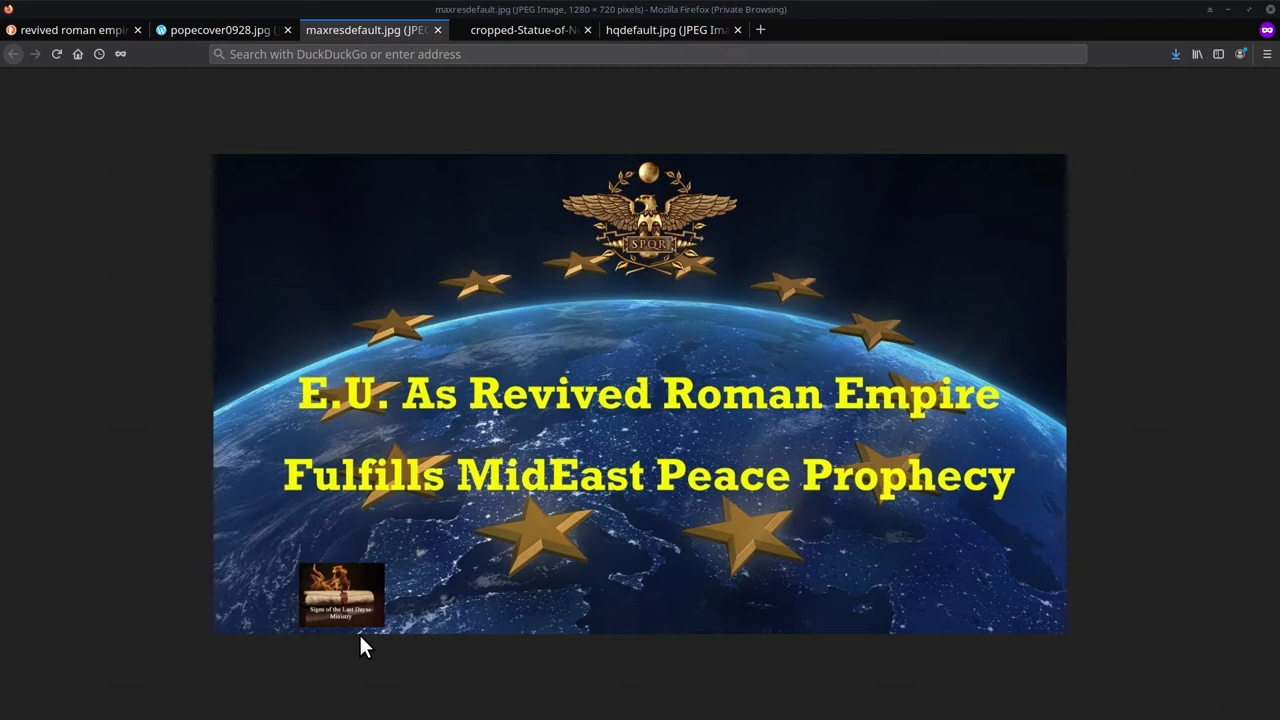 maxresdefault.jpg (JPEG Image, 1280 × 720 pixels) - Mozilla Firefox (Private Browsing)
revived roman empi
popecover0928.jpg (
maxresdefault.jpg (JPEG
cropped-Statue-of-N
hqdefault.jpg (JPEG Ima
Search with DuckDuckGo or enter address
SPQR
E.U. As Revived Roman Empire
Fulfills MidEast Peace Prophecy
Signs of the Last Dayss
Ministry